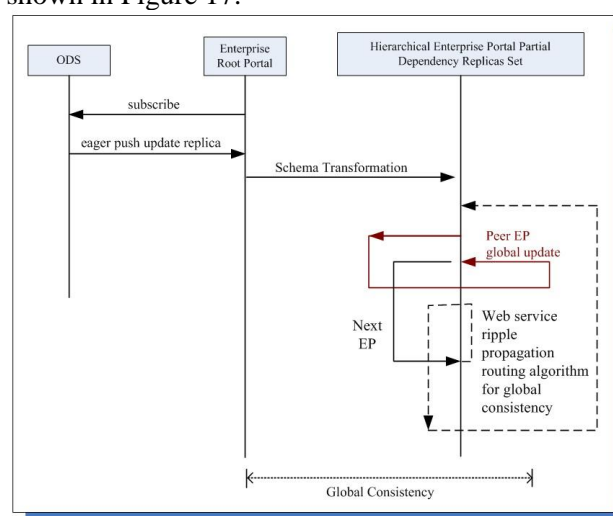 shown in Figure 17.
ODS
Enterprise
Root Portal
Hierarchical Enterprise Portal Partial
Dependency Replicas Set
subscribe
eager push update replica
Schema Transformation
Peer EP
global update
Next
EP
Web service
ripple
propagation
routing algorithm
for global
consistency
Global Consistency